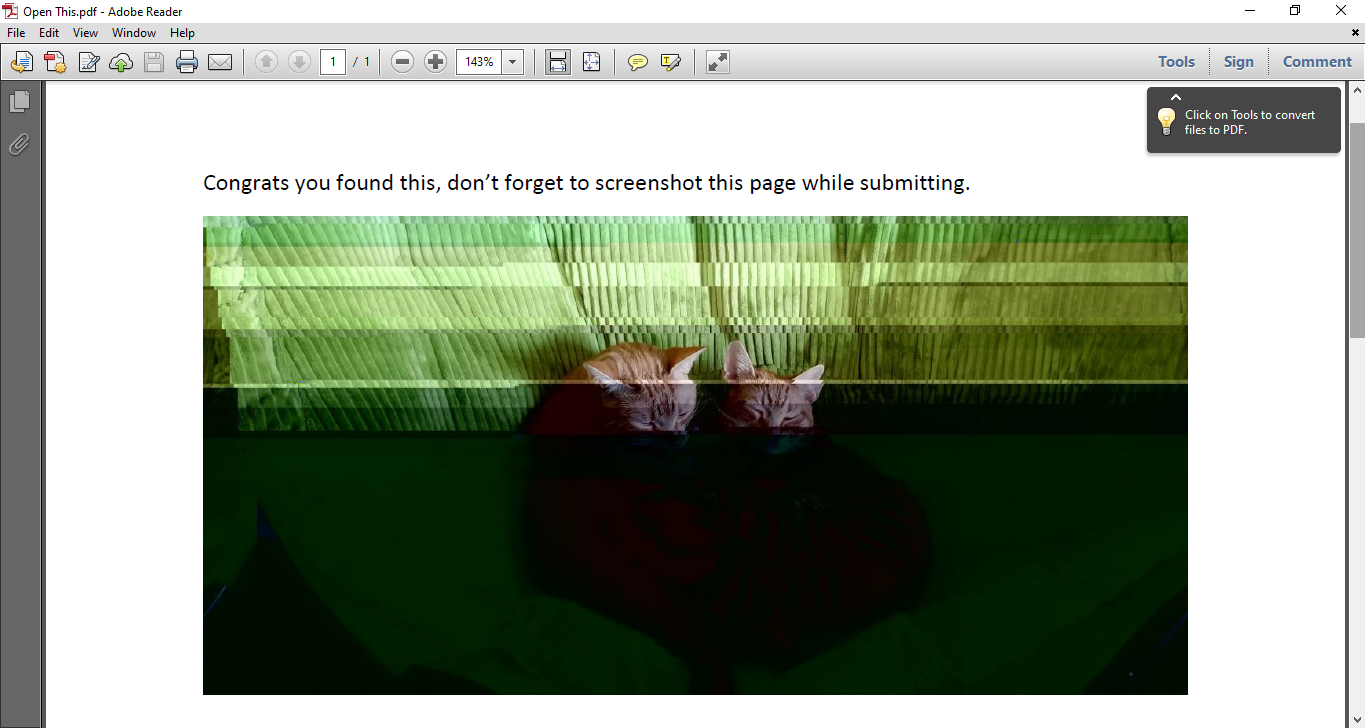 Open This.pdf - Adobe Reader
File Edit View Window Help
1 / 1 143% Tools Sign Comment
Click on Tools to convert
files to PDF.
Congrats you found this, don’t forget to screenshot this page while submitting.